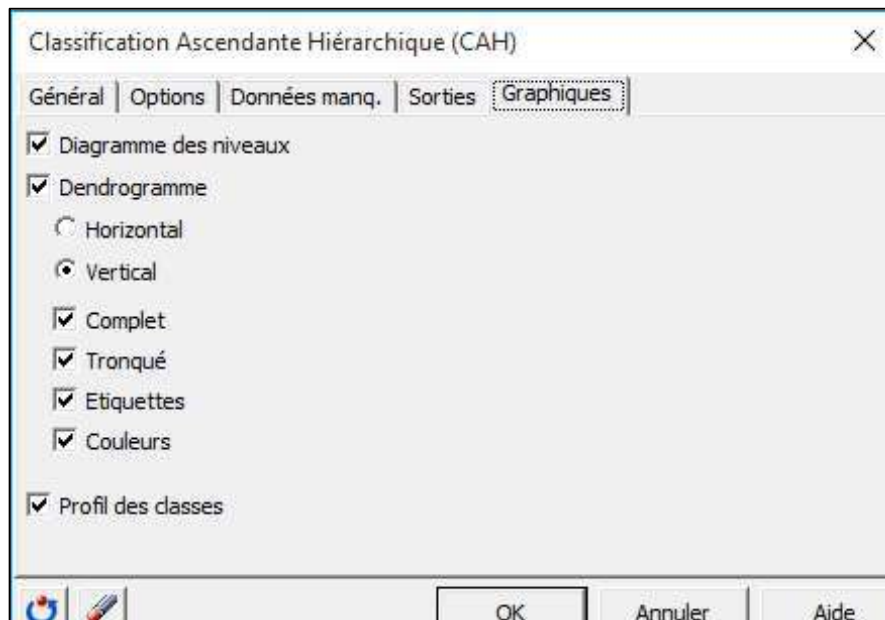 Classification Ascendante Hiérarchique (CAH)
Général Options Données manq. Sorties Graphiques
Diagramme des niveaux
Dendrogramme
Horizontal
Vertical
Complet
Tronqué
Etiquettes
Couleurs
Profil des classes
OK Annuler Aide